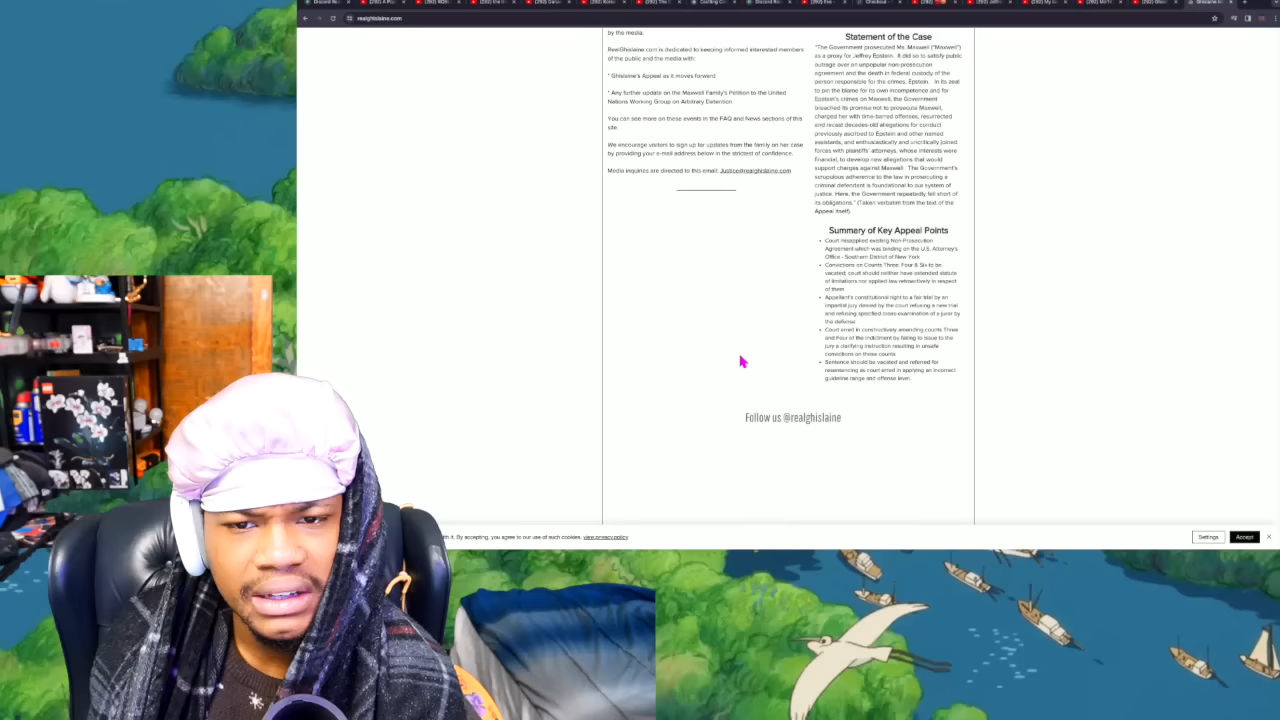 realghislaine.com
by the media.
RealGhislaine.com is dedicated to keeping informed interested members
of the public and the media with:
* Ghislaine's Appeal as it moves forward
* Any further update on the Maxwell Family's Petition to the United
Nations Working Group on Arbitrary Detention
You can see more on these events in the FAQ and News sections of this
site.
We encourage visitors to sign up for updates from the family on her case
by providing your e-mail address below in the strictest of confidence.
Media inquiries are directed to this email: Justice@realghislaine.com
Statement of the Case
"The Government prosecuted Ms. Maxwell ("Maxwell")
as a proxy for Jeffrey Epstein. It did so to satisfy public
outrage over an unpopular non-prosecution
agreement and the death in federal custody of the
person responsible for the crimes, Epstein. In its zeal
to pin the blame for its own incompetence and for
Epstein's crimes on Maxwell, the Government
breached its promise not to prosecute Maxwell,
charged her with time-barred offenses, resurrected
and recast decades-old allegations for conduct
previously ascribed to Epstein and other named
assistants, and enthusiastically and uncritically joined
forces with plaintiffs' attorneys, whose interests were
financial, to develop new allegations that would
support charges against Maxwell. The Government's
scrupulous adherence to the law in prosecuting a
criminal defendant is foundational to our system of
justice. Here, the Government repeatedly fell short of
its obligations." (Taken verbatim from the text of the
Appeal itself).
Summary of Key Appeal Points
• Court misapplied existing Non-Prosecution
Agreement which was binding on the U.S. Attorney's
Office - Southern District of New York
• Convictions on Counts Three, Four & Six to be
vacated; court should neither have extended statute
of limitations nor applied law retroactively in respect
of them
• Appellant's constitutional right to a fair trial by an
impartial jury denied by the court refusing a new trial
and refusing specified cross-examination of a juror by
the defense.
• Court erred in constructively amending counts Three
and Four of the indictment by failing to issue to the
jury a clarifying instruction resulting in unsafe
convictions on those counts
• Sentence should be vacated and referred for
resentencing as court erred in applying an incorrect
guideline range and offense level.
Follow us @realghislaine
with it. By accepting, you agree to our use of such cookies. view privacy policy
Settings
Accept